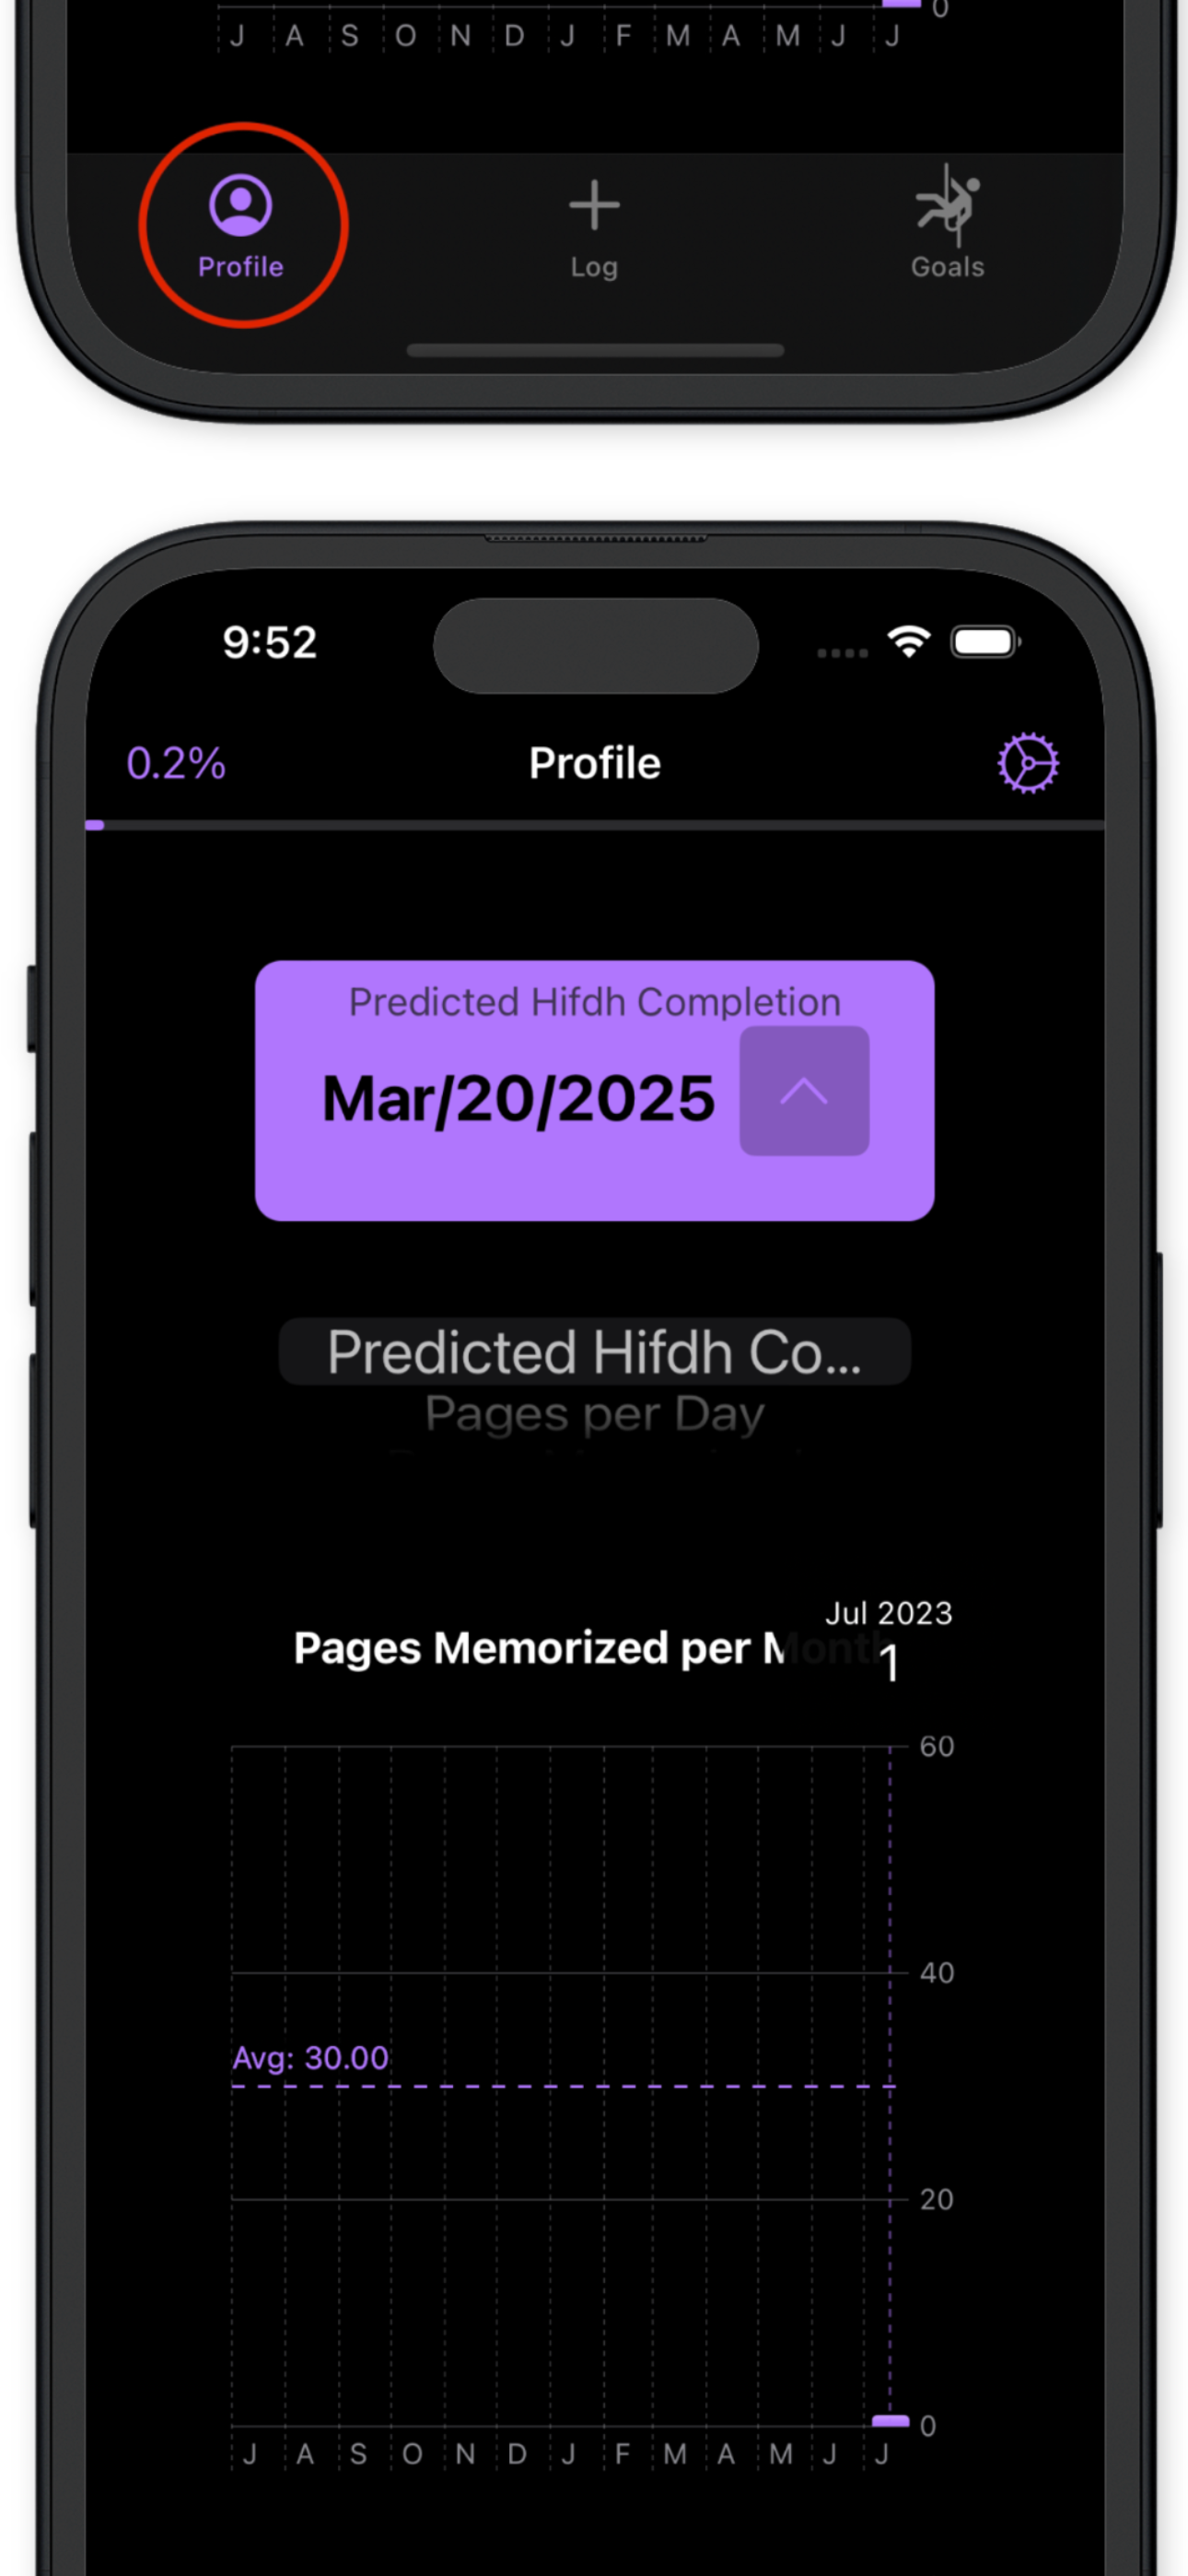 0
J A S O N D J F M A M J J
Profile Log Goals
9:52
0.2% Profile
Predicted Hifdh Completion
Mar/20/2025
Predicted Hifdh Co...
Pages per Day
Jul 2023
Pages Memorized per Month
1
60
40
Avg: 30.00
20
0
J A S O N D J F M A M J J